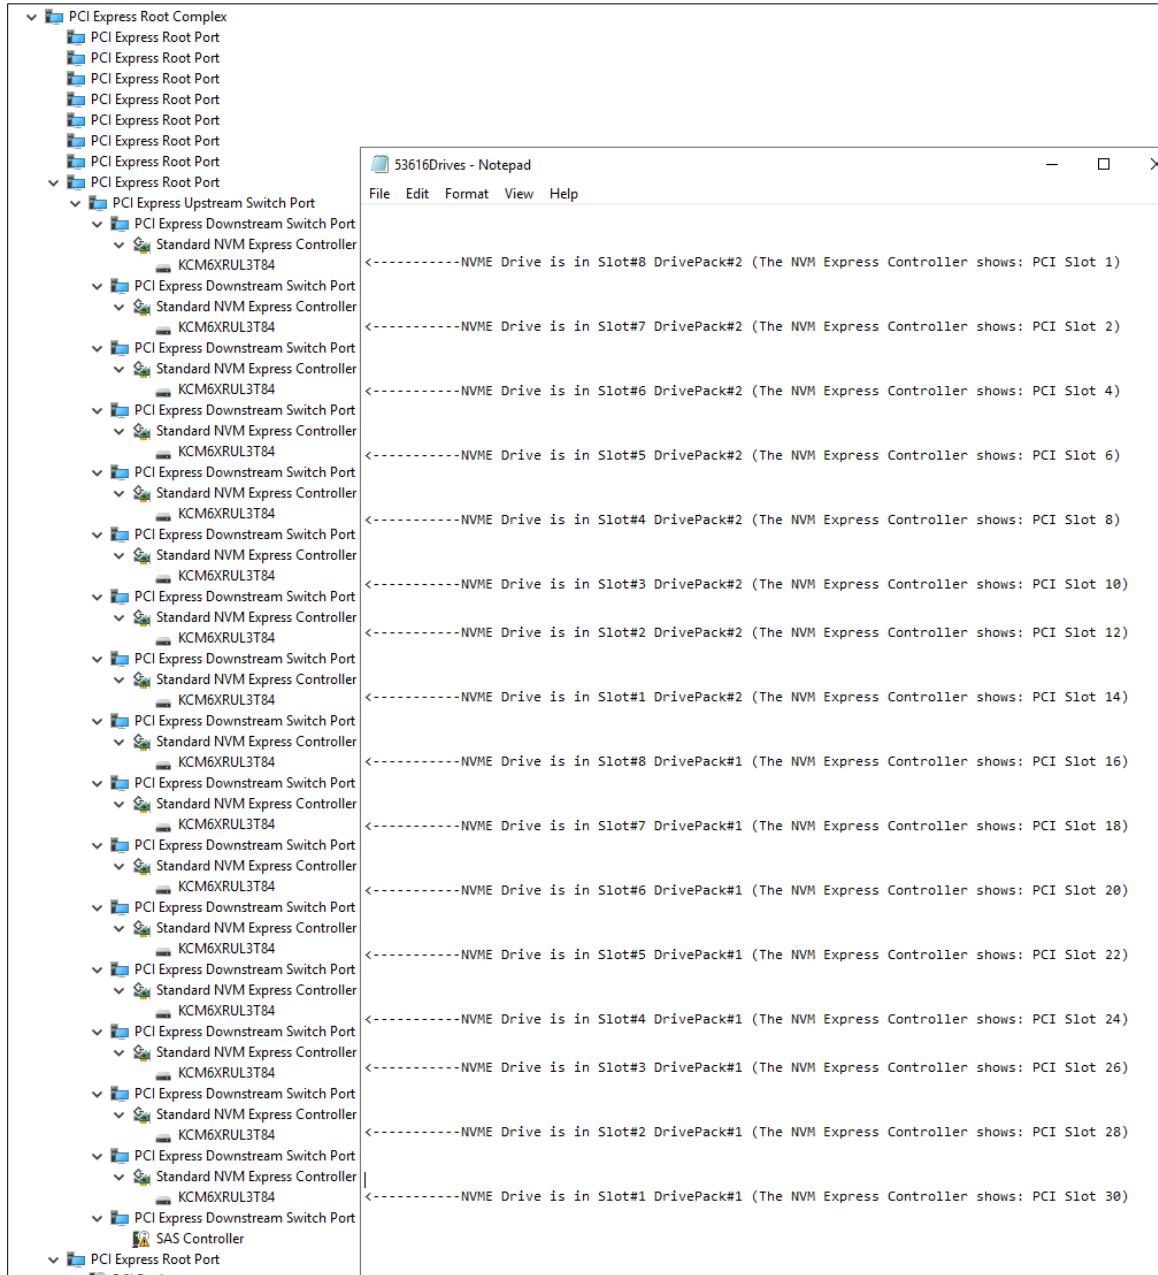 PCI Express Root Complex
PCI Express Root Port
PCI Express Root Port
PCI Express Root Port
PCI Express Root Port
PCI Express Root Port
PCI Express Root Port
PCI Express Root Port
PCI Express Root Port
PCI Express Upstream Switch Port
PCI Express Downstream Switch Port
Standard NVM Express Controller
KCM6XRUL3T84
PCI Express Downstream Switch Port
Standard NVM Express Controller
KCM6XRUL3T84
PCI Express Downstream Switch Port
Standard NVM Express Controller
KCM6XRUL3T84
PCI Express Downstream Switch Port
Standard NVM Express Controller
KCM6XRUL3T84
PCI Express Downstream Switch Port
Standard NVM Express Controller
KCM6XRUL3T84
PCI Express Downstream Switch Port
Standard NVM Express Controller
KCM6XRUL3T84
PCI Express Downstream Switch Port
Standard NVM Express Controller
KCM6XRUL3T84
PCI Express Downstream Switch Port
Standard NVM Express Controller
KCM6XRUL3T84
PCI Express Downstream Switch Port
Standard NVM Express Controller
KCM6XRUL3T84
PCI Express Downstream Switch Port
Standard NVM Express Controller
KCM6XRUL3T84
PCI Express Downstream Switch Port
Standard NVM Express Controller
KCM6XRUL3T84
PCI Express Downstream Switch Port
Standard NVM Express Controller
KCM6XRUL3T84
PCI Express Downstream Switch Port
Standard NVM Express Controller
KCM6XRUL3T84
PCI Express Downstream Switch Port
Standard NVM Express Controller
KCM6XRUL3T84
PCI Express Downstream Switch Port
Standard NVM Express Controller
KCM6XRUL3T84
PCI Express Downstream Switch Port
Standard NVM Express Controller
KCM6XRUL3T84
PCI Express Downstream Switch Port
SAS Controller
PCI Express Root Port
53616Drives - Notepad
File Edit Format View Help
<-----------NVME Drive is in Slot#8 DrivePack#2 (The NVM Express Controller shows: PCI Slot 1)
<-----------NVME Drive is in Slot#7 DrivePack#2 (The NVM Express Controller shows: PCI Slot 2)
<-----------NVME Drive is in Slot#6 DrivePack#2 (The NVM Express Controller shows: PCI Slot 4)
<-----------NVME Drive is in Slot#5 DrivePack#2 (The NVM Express Controller shows: PCI Slot 6)
<-----------NVME Drive is in Slot#4 DrivePack#2 (The NVM Express Controller shows: PCI Slot 8)
<-----------NVME Drive is in Slot#3 DrivePack#2 (The NVM Express Controller shows: PCI Slot 10)
<-----------NVME Drive is in Slot#2 DrivePack#2 (The NVM Express Controller shows: PCI Slot 12)
<-----------NVME Drive is in Slot#1 DrivePack#2 (The NVM Express Controller shows: PCI Slot 14)
<-----------NVME Drive is in Slot#8 DrivePack#1 (The NVM Express Controller shows: PCI Slot 16)
<-----------NVME Drive is in Slot#7 DrivePack#1 (The NVM Express Controller shows: PCI Slot 18)
<-----------NVME Drive is in Slot#6 DrivePack#1 (The NVM Express Controller shows: PCI Slot 20)
<-----------NVME Drive is in Slot#5 DrivePack#1 (The NVM Express Controller shows: PCI Slot 22)
<-----------NVME Drive is in Slot#4 DrivePack#1 (The NVM Express Controller shows: PCI Slot 24)
<-----------NVME Drive is in Slot#3 DrivePack#1 (The NVM Express Controller shows: PCI Slot 26)
<-----------NVME Drive is in Slot#2 DrivePack#1 (The NVM Express Controller shows: PCI Slot 28)
<-----------NVME Drive is in Slot#1 DrivePack#1 (The NVM Express Controller shows: PCI Slot 30)